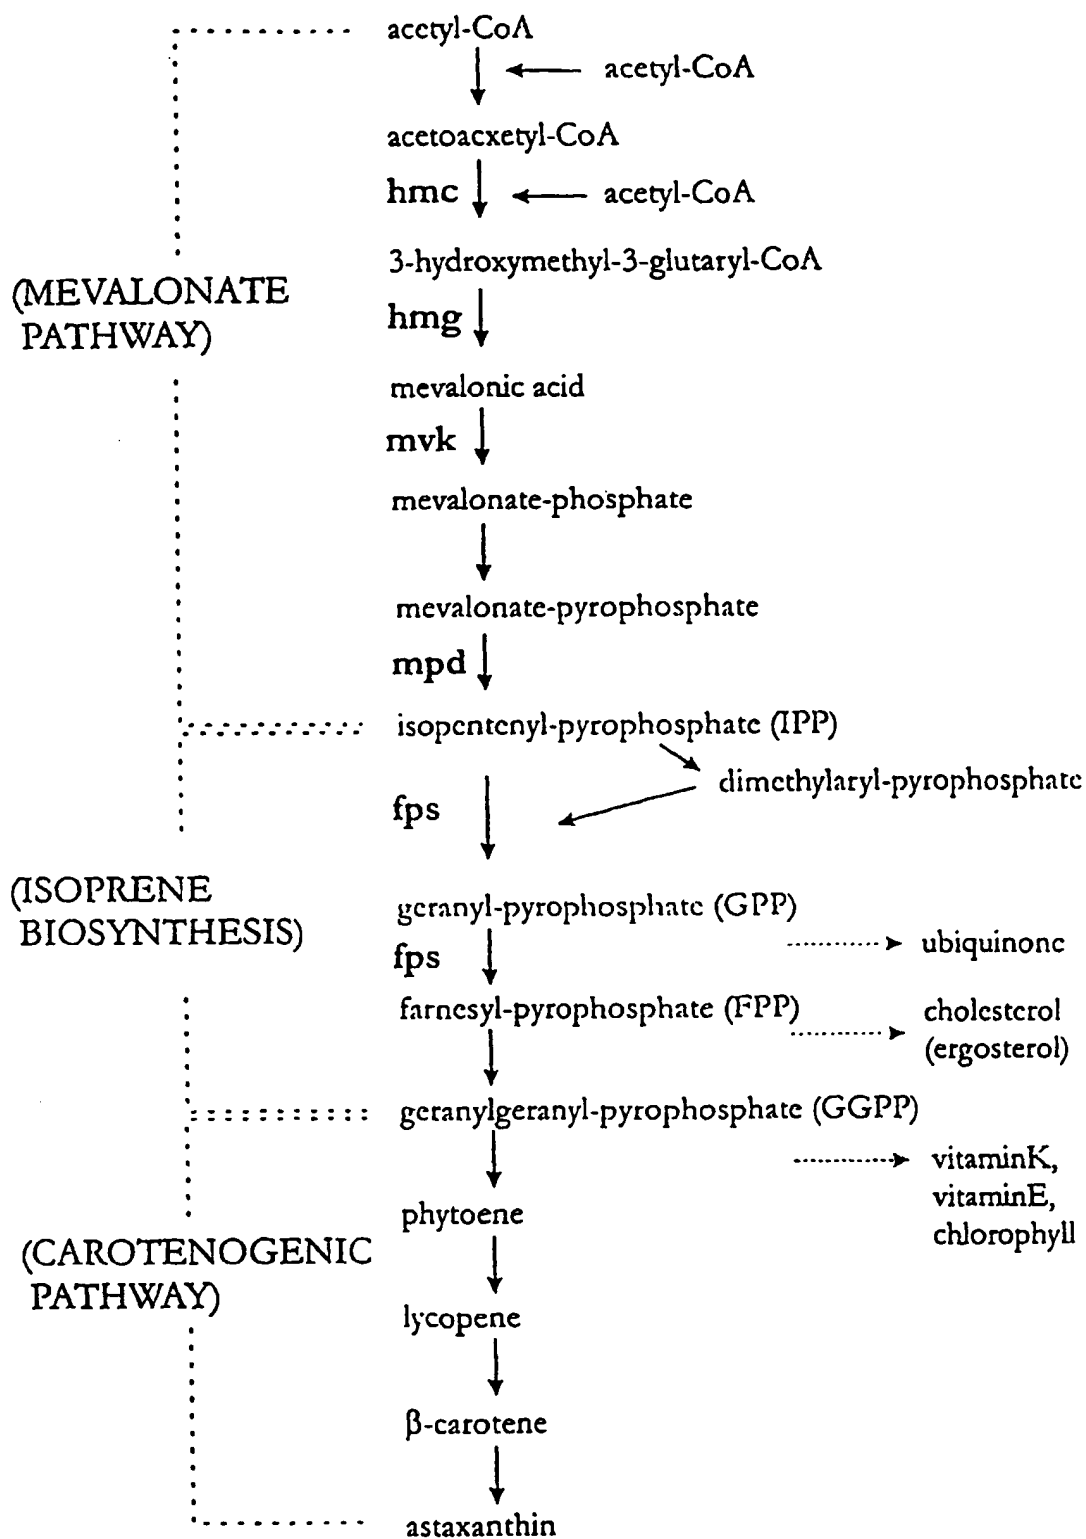 acetyl-CoA
acetyl-CoA
acetoacxetyl-CoA
hmc
acetyl-CoA
3-hydroxymethyl-3-glutaryl-CoA
(MEVALONATE
PATHWAY)
hmg
mevalonic acid
mvk
mevalonate-phosphate
mevalonate-pyrophosphate
mpd
isopentenyl-pyrophosphate (IPP)
dimethylaryl-pyrophosphate
fps
(ISOPRENE
BIOSYNTHESIS)
geranyl-pyrophosphate (GPP)
ubiquinone
fps
farnesyl-pyrophosphate (FPP)
cholesterol
(ergosterol)
geranylgeranyl-pyrophosphate (GGPP)
vitaminK,
vitaminE,
chlorophyll
phytoene
(CAROTENOGENIC
PATHWAY)
lycopene
β-carotene
astaxanthin